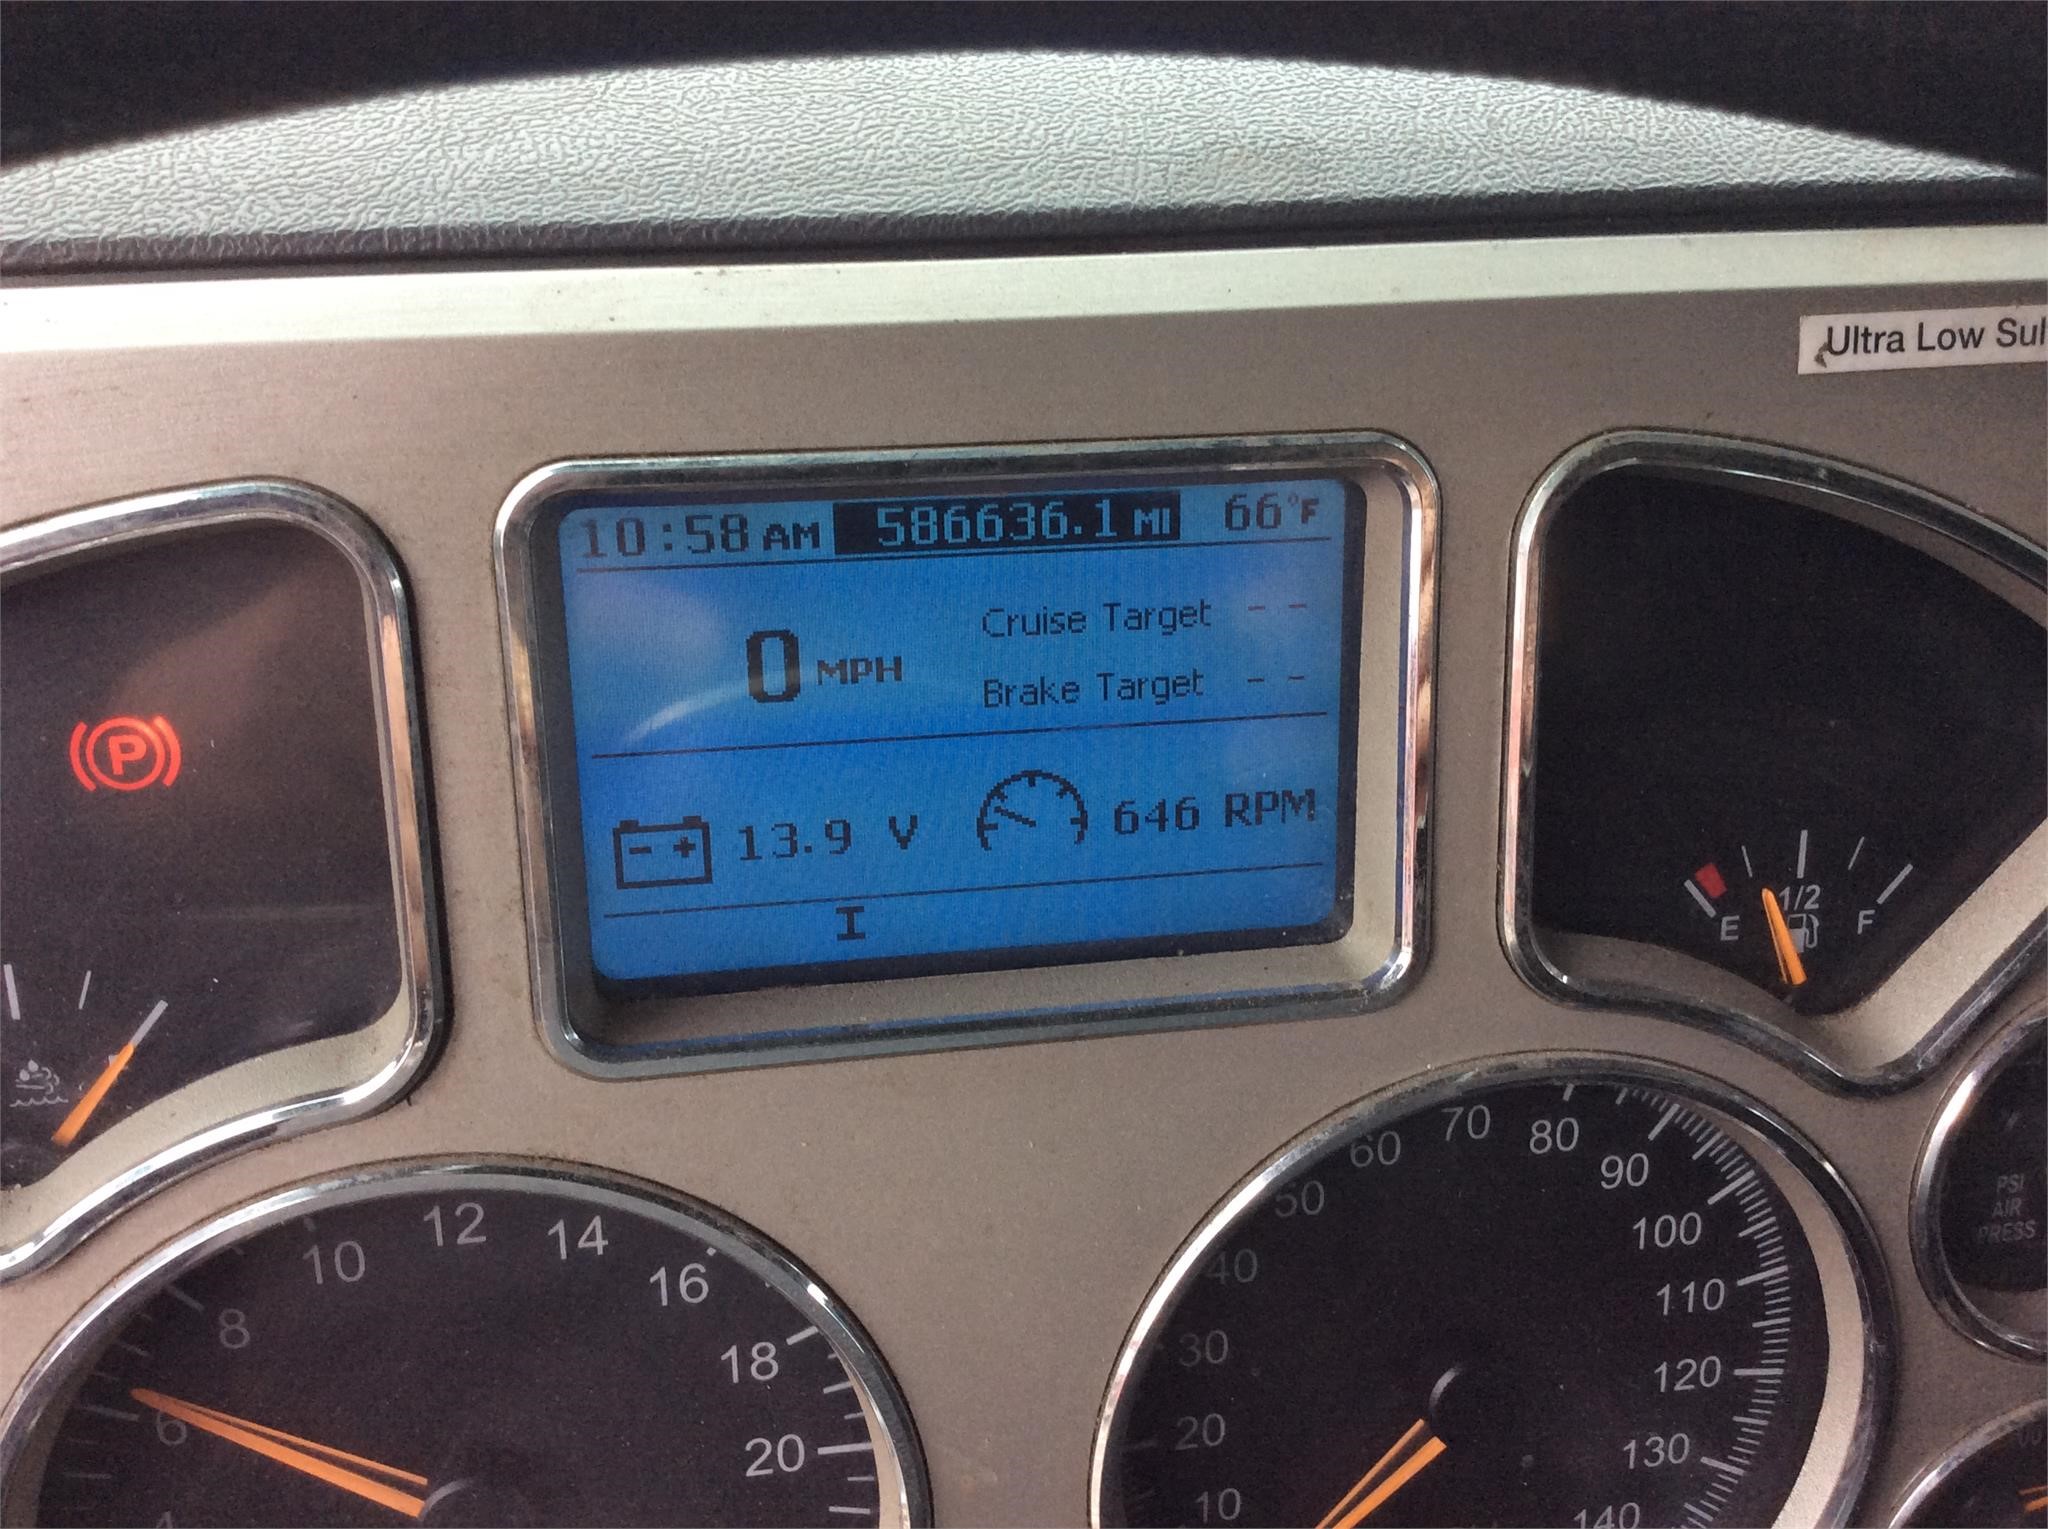 Ultra Low Sul
10:58 AM 586636.1 MI 66°F
0 MPH
Cruise Target - -
Brake Target - -
- + 13.9 V
646 RPM
I
P
E 1/2 F
6
8
10
12
14
16
18
20
10
20
30
40
50
60
70
80
90
100
110
120
130
140
PSI
AIR
PRESS